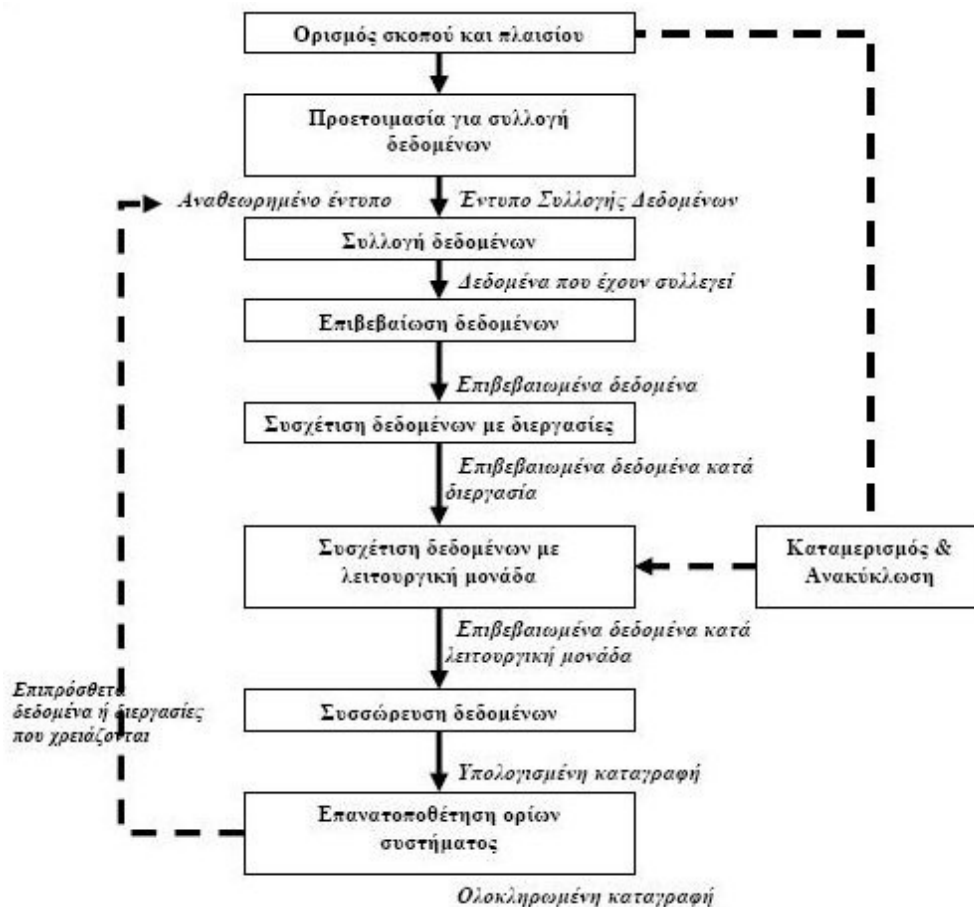 Ορισμός σκοπού και πλαισίου
Προετοιμασία για συλλογή
δεδομένων
Αναθεωρημένο έντυπο
Έντυπο Συλλογής Δεδομένων
Συλλογή δεδομένων
Δεδομένα που έχουν συλλεγεί
Επιβεβαίωση δεδομένων
Επιβεβαιωμένα δεδομένα
Συσχέτιση δεδομένων με διεργασίες
Επιβεβαιωμένα δεδομένα κατά
διεργασία
Συσχέτιση δεδομένων με
λειτουργική μονάδα
Καταμερισμός &
Ανακύκλωση
Επιβεβαιωμένα δεδομένα κατά
λειτουργική μονάδα
Επιπρόσθετα
δεδομένα ή διεργασίες
που χρειάζονται
Συσσώρευση δεδομένων
Υπολογισμένη καταγραφή
Επανατοποθέτηση ορίων
συστήματος
Ολοκληρωμένη καταγραφή